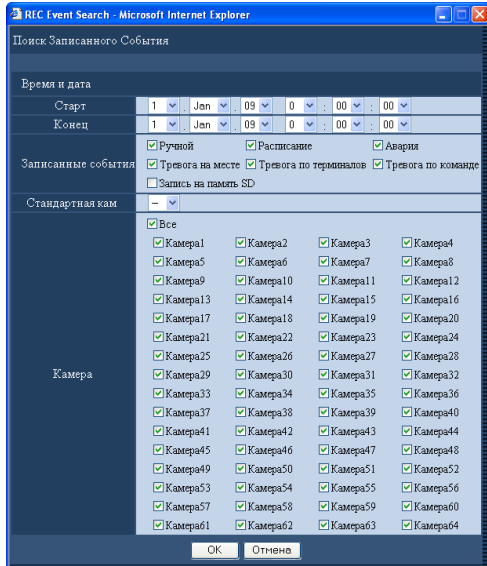 REC Event Search - Microsoft Internet Explorer
Поиск Записанного События
Время и дата
Старт 1 . Jan . 09 0 : 00 : 00
Конец 1 . Jan . 09 0 : 00 : 00
Ручной Расписание Авария
Записанные события Тревога на месте Тревога по терминалов Тревога по команде
Запись на память SD
Стандартная кам --
Все
Камера1 Камера2 Камера3 Камера4
Камера5 Камера6 Камера7 Камера8
Камера9 Камера10 Камера11 Камера12
Камера13 Камера14 Камера15 Камера16
Камера17 Камера18 Камера19 Камера20
Камера21 Камера22 Камера23 Камера24
Камера25 Камера26 Камера27 Камера28
Камера Камера29 Камера30 Камера31 Камера32
Камера33 Камера34 Камера35 Камера36
Камера37 Камера38 Камера39 Камера40
Камера41 Камера42 Камера43 Камера44
Камера45 Камера46 Камера47 Камера48
Камера49 Камера50 Камера51 Камера52
Камера53 Камера54 Камера55 Камера56
Камера57 Камера58 Камера59 Камера60
Камера61 Камера62 Камера63 Камера64
OK Отмена